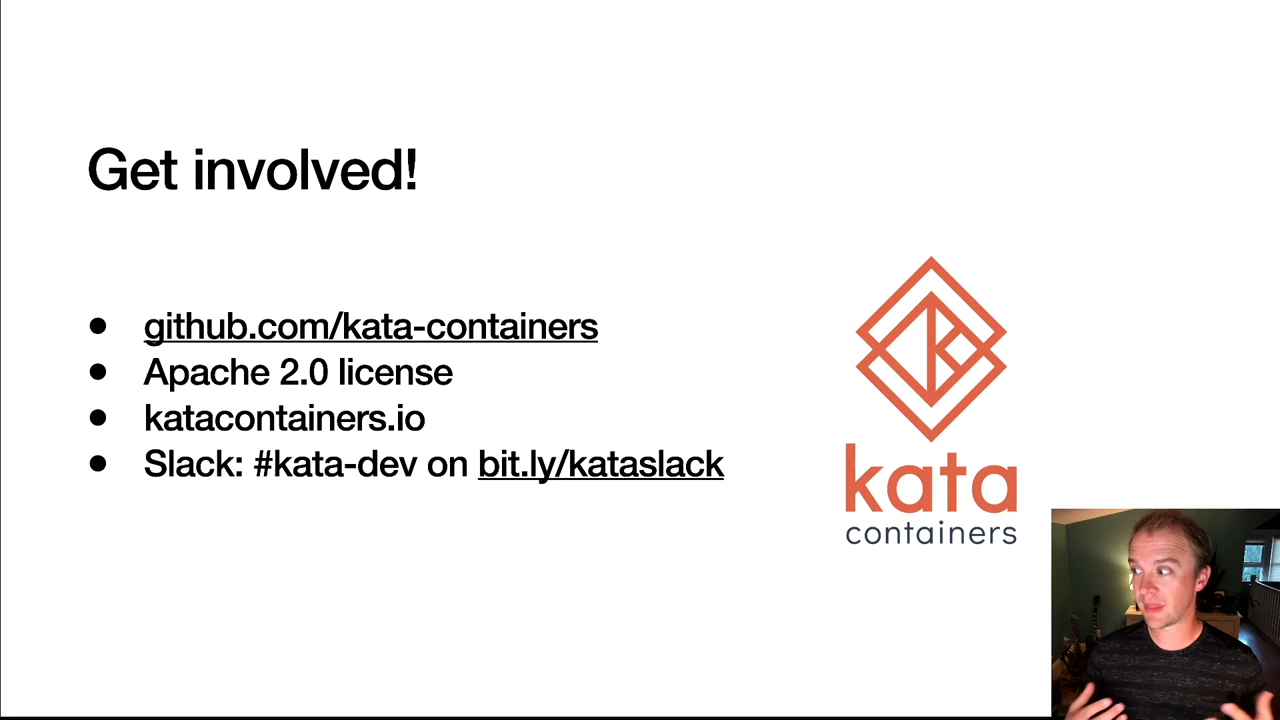 Get involved!
● github.com/kata-containers
● Apache 2.0 license
● katacontainers.io
● Slack: #kata-dev on bit.ly/kataslack
kata
containers